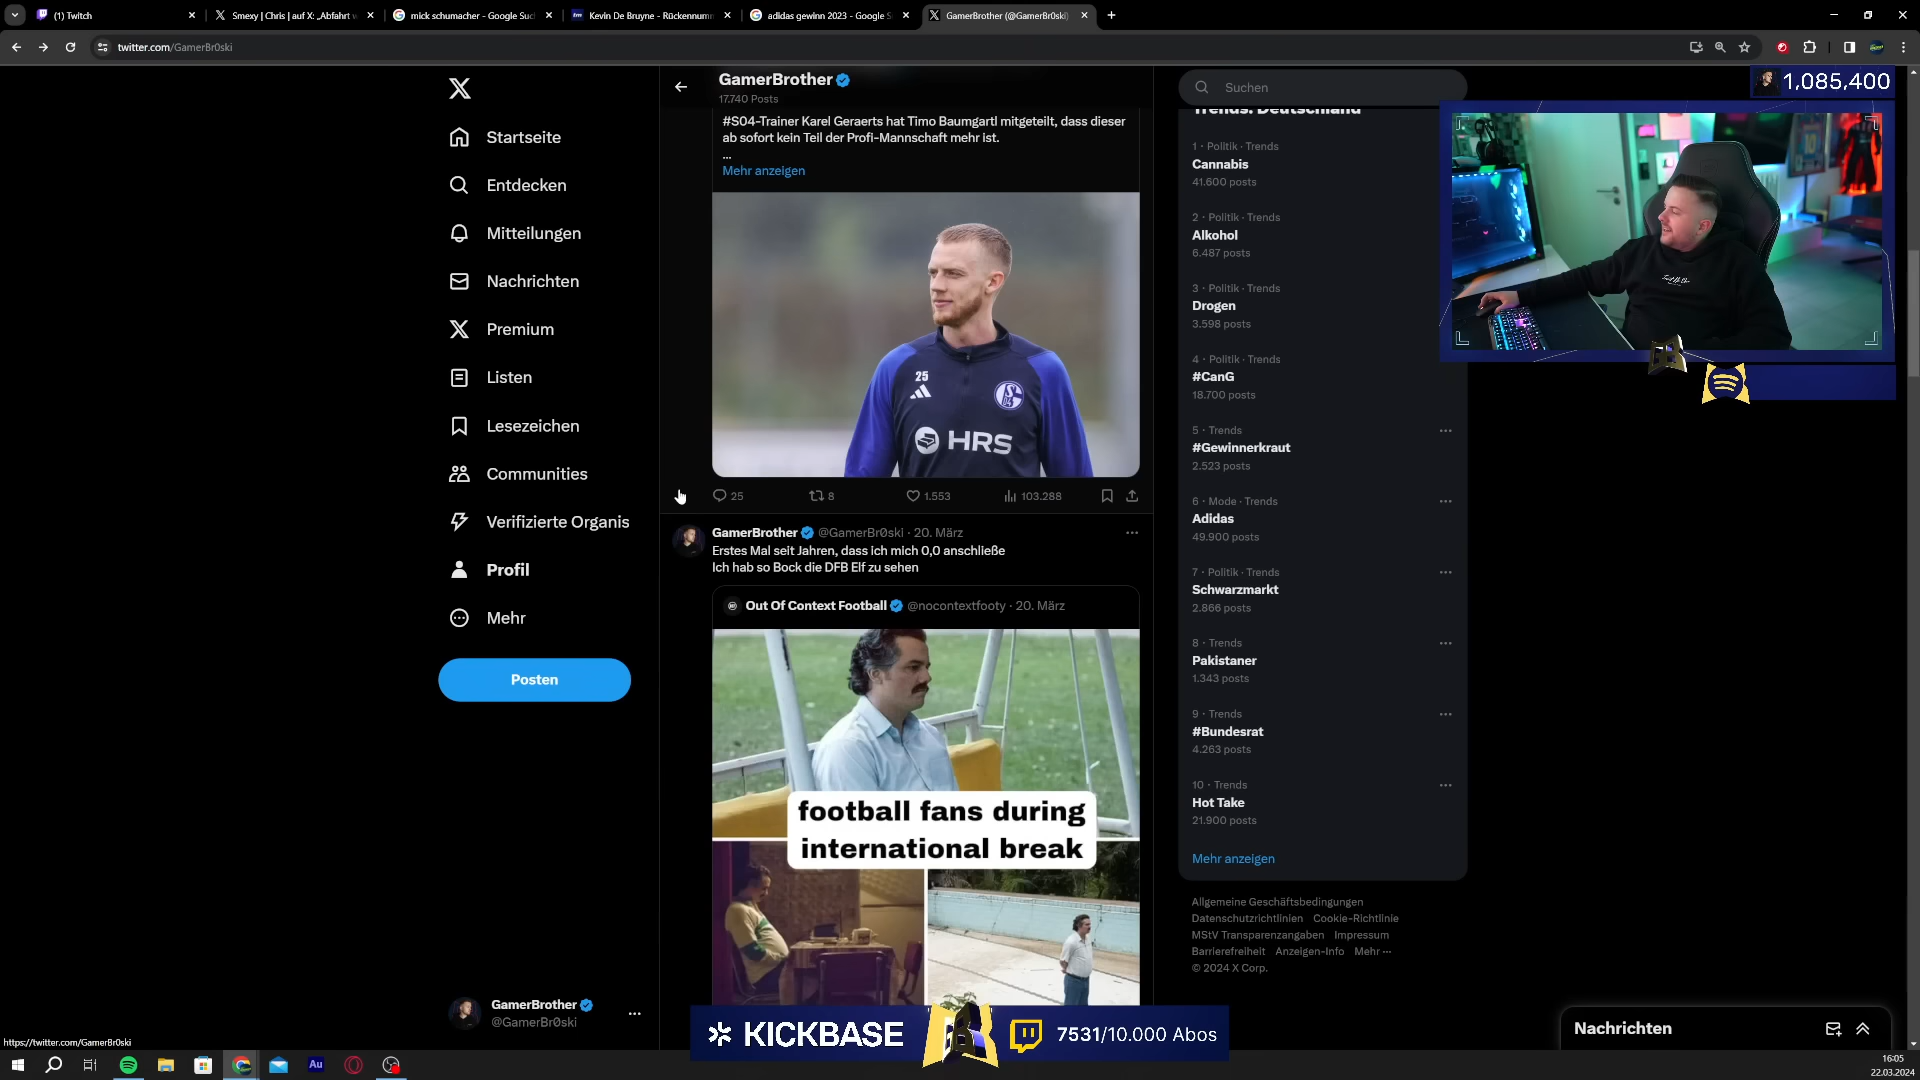 (1) Twitch
Smexy | Chris | auf X: „Abfahrt w
mick schumacher - Google Suc
Kevin De Bruyne - Rückennumm
adidas gewinn 2023 - Google S
GamerBrother (@GamerBr0ski)
twitter.com/GamerBr0ski
1,085,400
GamerBrother
17.740 Posts
Suchen
Trends: Deutschland
Startseite
Entdecken
Mitteilungen
Nachrichten
Premium
Listen
Lesezeichen
Communities
Verifizierte Organis
Profil
Mehr
Posten
GamerBrother
@GamerBr0ski
#S04-Trainer Karel Geraerts hat Timo Baumgartl mitgeteilt, dass dieser
ab sofort kein Teil der Profi-Mannschaft mehr ist.
...
Mehr anzeigen
25
HRS
25
8
1.553
103.288
GamerBrother @GamerBr0ski · 20. März
Erstes Mal seit Jahren, dass ich mich 0,0 anschließe
Ich hab so Bock die DFB Elf zu sehen
Out Of Context Football @nocontextfooty · 20. März
football fans during
international break
1 · Politik · Trends
Cannabis
41.600 posts
2 · Politik · Trends
Alkohol
6.487 posts
3 · Politik · Trends
Drogen
3.598 posts
4 · Politik · Trends
#CanG
18.700 posts
5 · Trends
#Gewinnerkraut
2.523 posts
6 · Mode · Trends
Adidas
49.900 posts
7 · Politik · Trends
Schwarzmarkt
2.866 posts
8 · Trends
Pakistaner
1.343 posts
9 · Trends
#Bundesrat
4.263 posts
10 · Trends
Hot Take
21.900 posts
Mehr anzeigen
Allgemeine Geschäftsbedingungen
Datenschutzrichtlinien Cookie-Richtlinie
MStV Transparenzangaben Impressum
Barrierefreiheit Anzeigen-Info Mehr ···
© 2024 X Corp.
Nachrichten
KICKBASE
7531/10.000 Abos
https://twitter.com/GamerBr0ski
Au
16:05
22.03.2024